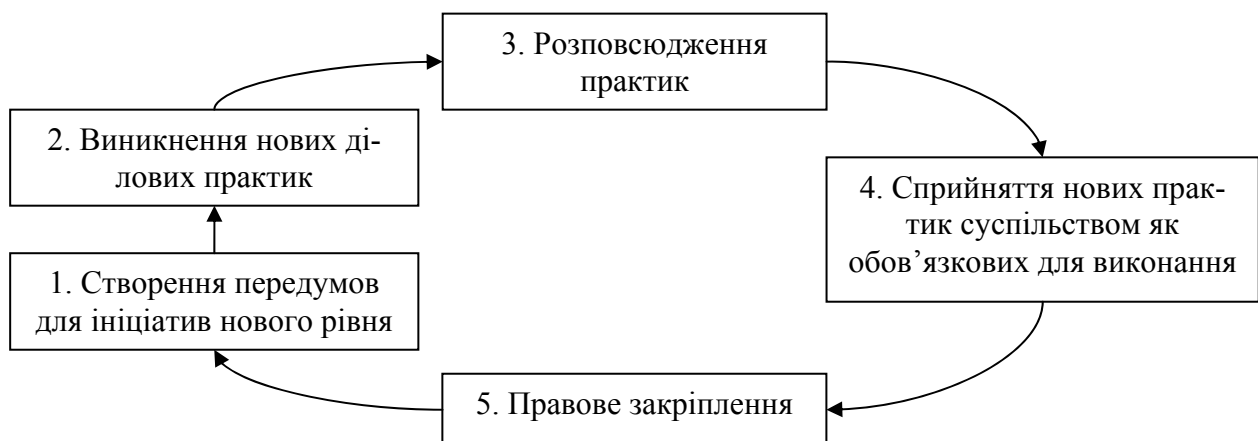 3. Розповсюдження
практик
2. Виникнення нових ді-
лових практик
4. Сприйняття нових прак-
тик суспільством як
обов’язкових для виконання
1. Створення передумов
для ініціатив нового рівня
5. Правове закріплення